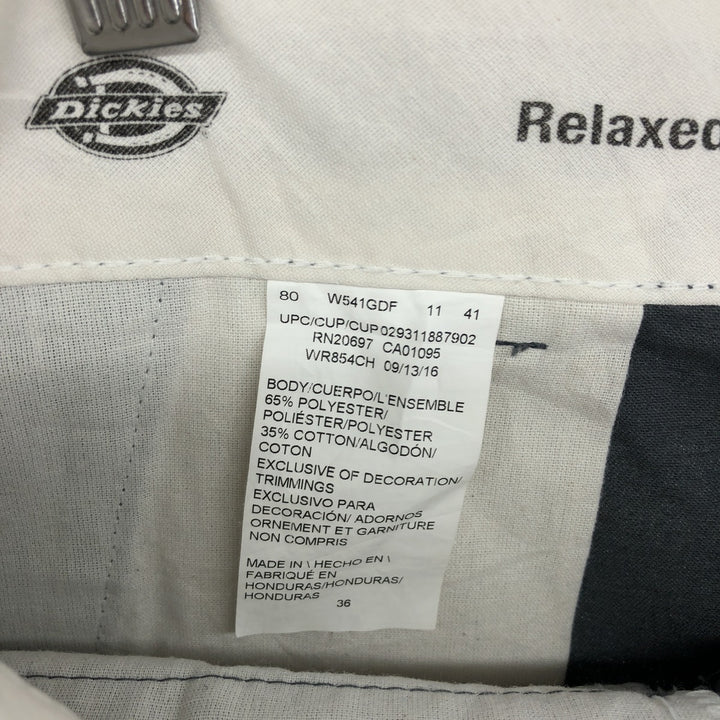 Dickies
Relaxed
80 W541GDF 11 41
UPC/CUP/CUP 029311887902
RN20697 CA01095
WR854CH 09/13/16
BODY/CUERPO/L'ENSEMBLE
65% POLYESTER/
POLIÉSTER/POLYESTER
35% COTTON/ALGODÓN/
COTON
EXCLUSIVE OF DECORATION/
TRIMMINGS
EXCLUSIVO PARA
DECORACIÓN/ ADORNOS
ORNEMENT ET GARNITURE
NON COMPRIS
MADE IN \ HECHO EN \
FABRIQUÉ EN
HONDURAS/HONDURAS/
HONDURAS
36